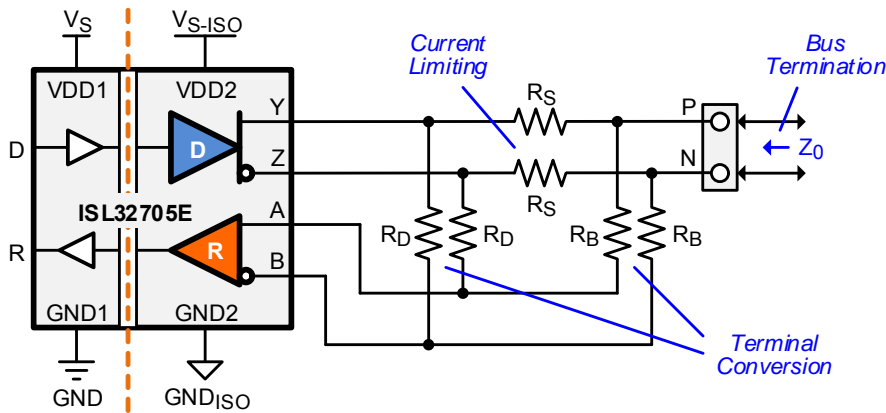 VS
VS-ISO
VDD1
VDD2
Current
Limiting
Bus
Termination
Y
RS
P
D
D
Z
RS
N
Z0
ISL32705E
A
R
R
B
RD
RD
RB
RB
GND1
GND2
GND
GNDISO
Terminal
Conversion